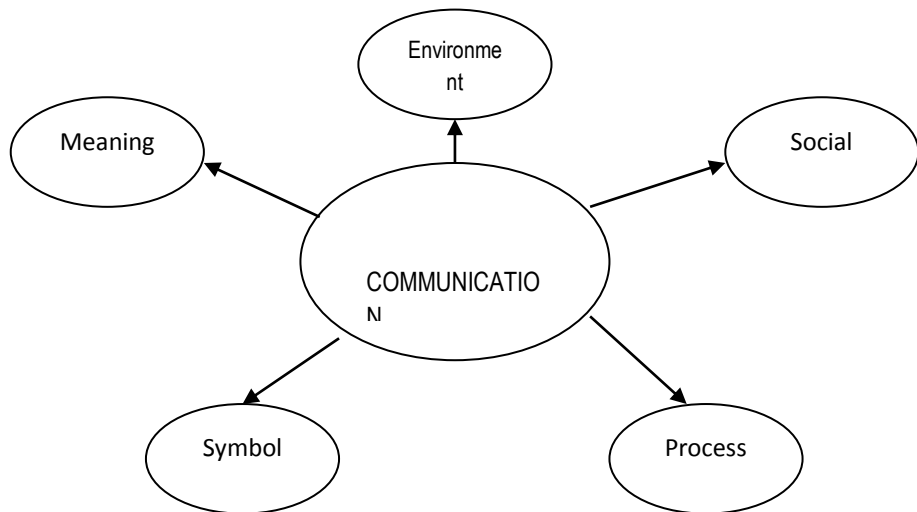 Environme
nt
Meaning
Social
COMMUNICATIO
N
Symbol
Process